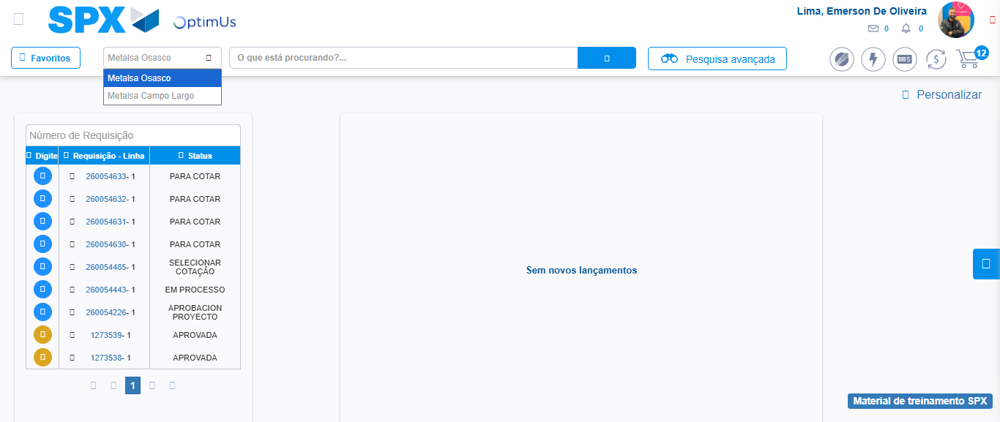 SPX
OptimUs
Lima, Emerson De Oliveira
0
0
Favoritos
Metalsa Osasco
O que está procurando?...
Pesquisa avançada
$
$
12
Metalsa Osasco
Metalsa Campo Largo
Personalizar
Número de Requisição
Digite
Requisição - Linha
Status
260054633- 1
PARA COTAR
260054632- 1
PARA COTAR
260054631- 1
PARA COTAR
260054630- 1
PARA COTAR
260054485- 1
SELECIONAR
COTAÇÃO
260054443- 1
EM PROCESSO
260054226- 1
APROBACION
PROYECTO
1273539- 1
APROVADA
1273538- 1
APROVADA
1
Sem novos lançamentos
Material de treinamento SPX